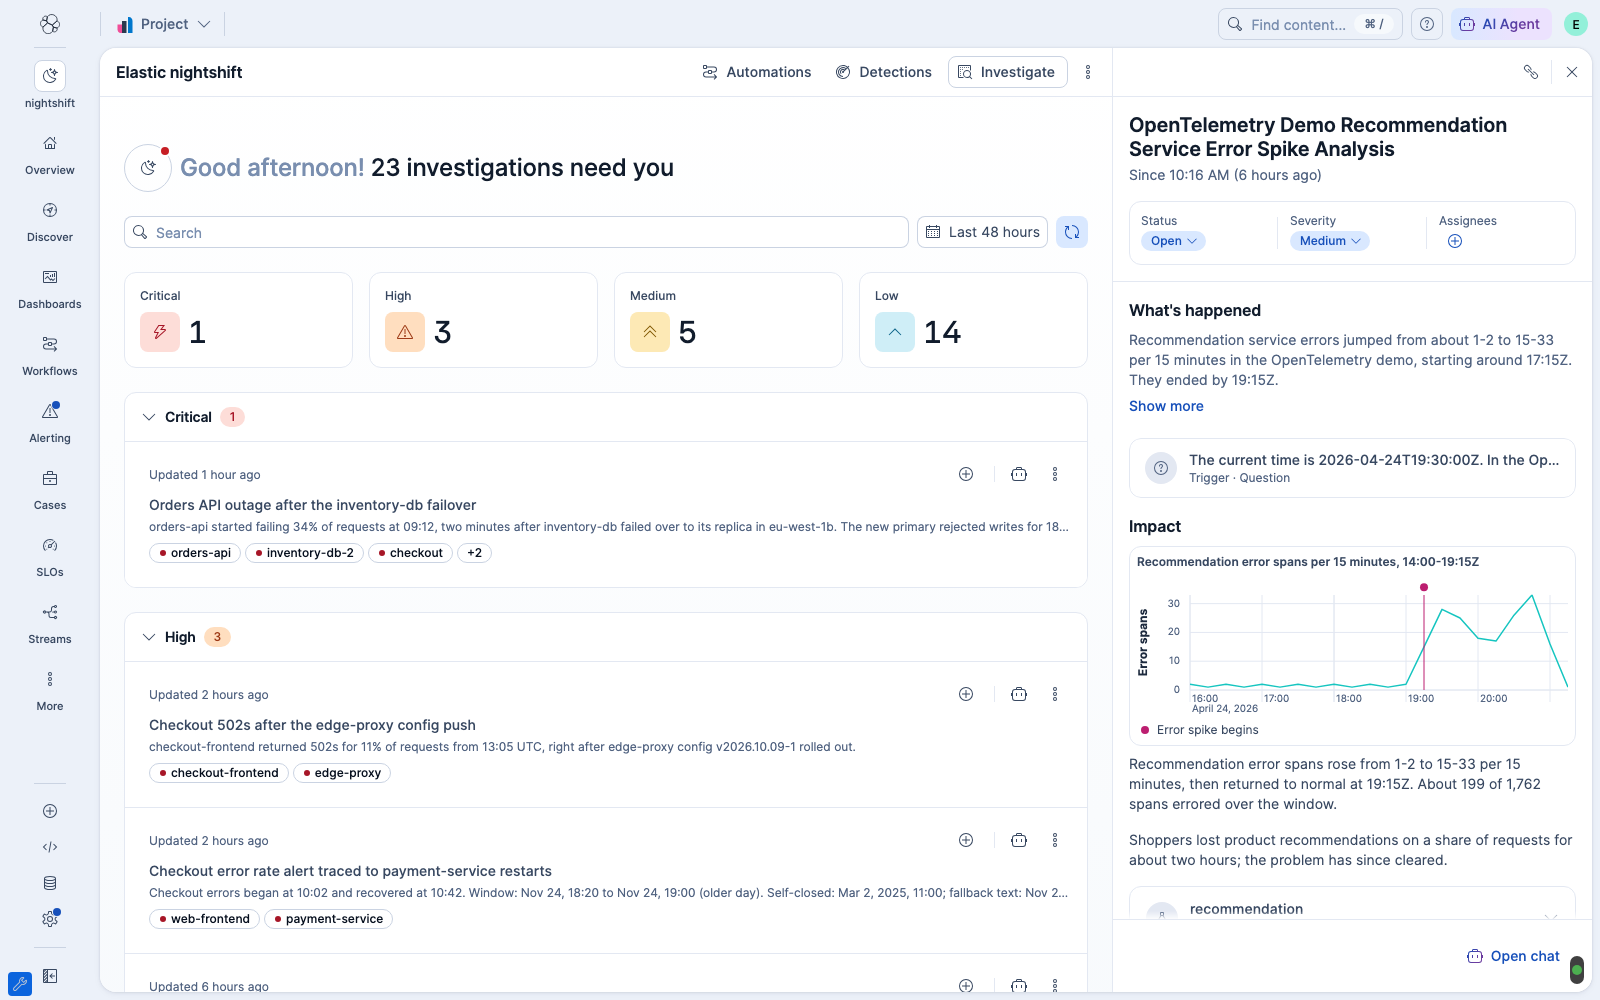 Project
Find content...
⌘ /
AI Agent
E
nightshift
Overview
Discover
Dashboards
Workflows
Alerting
Cases
SLOs
Streams
More
Elastic nightshift
Automations
Detections
Investigate
Good afternoon! 23 investigations need you
Search
Last 48 hours
Critical
1
High
3
Medium
5
Low
14
Critical 1
Updated 1 hour ago
Orders API outage after the inventory-db failover
orders-api started failing 34% of requests at 09:12, two minutes after inventory-db failed over to its replica in eu-west-1b. The new primary rejected writes for 18...
orders-api
inventory-db-2
checkout
+2
High 3
Updated 2 hours ago
Checkout 502s after the edge-proxy config push
checkout-frontend returned 502s for 11% of requests from 13:05 UTC, right after edge-proxy config v2026.10.09-1 rolled out.
checkout-frontend
edge-proxy
Updated 2 hours ago
Checkout error rate alert traced to payment-service restarts
Checkout errors began at 10:02 and recovered at 10:42. Window: Nov 24, 18:20 to Nov 24, 19:00 (older day). Self-closed: Mar 2, 2025, 11:00; fallback text: Nov 2...
web-frontend
payment-service
Updated 6 hours ago
OpenTelemetry Demo Recommendation
Service Error Spike Analysis
Since 10:16 AM (6 hours ago)
Status
Open
Severity
Medium
Assignees
What's happened
Recommendation service errors jumped from about 1-2 to 15-33
per 15 minutes in the OpenTelemetry demo, starting around 17:15Z.
They ended by 19:15Z.
Show more
The current time is 2026-04-24T19:30:00Z. In the Op...
Trigger · Question
Impact
Recommendation error spans per 15 minutes, 14:00-19:15Z
Error spans
30
20
10
0
16:00
17:00
18:00
19:00
20:00
April 24, 2026
Error spike begins
Recommendation error spans rose from 1-2 to 15-33 per 15
minutes, then returned to normal at 19:15Z. About 199 of 1,762
spans errored over the window.
Shoppers lost product recommendations on a share of requests for
about two hours; the problem has since cleared.
recommendation
Open chat